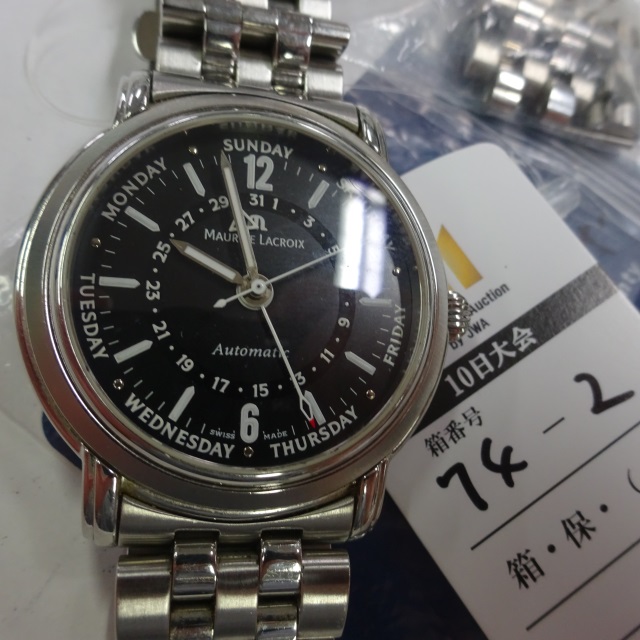 SUNDAY
MONDAY
TUESDAY
WEDNESDAY
THURSDAY
FRIDAY
12
31 1 3
9
11
13
15
17
19
21
23
25
27
29
MAURICE LACROIX
Automatic
6
SWISS MADE
BY JWA
10日大会
箱番号
74-2
箱・保・(